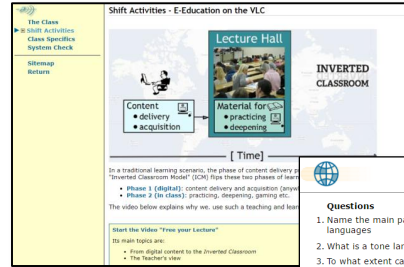 Shift Activities - E-Education on the VLC
The Class
Shift Activities
Class Specifics
System Check
Sitemap
Return
Lecture Hall
INVERTED
CLASSROOM
Content
• delivery
• acquisition
Material for
• practicing
• deepening
[ Time]
In a traditional learning scenario, the phase of content delivery
"Inverted Classroom Model" (ICM) flips these two phases of learn
• Phase 1 (digital): content delivery and acquisition (anyw
• Phase 2 (in class): practicing, deepening, gaming etc.
The video below explains why we. use such a teaching and lear
Start the Video "Free your Lecture"
Its main topics are:
• From digital content to the Inverted Classroom
• The Teacher's view
Questions
1. Name the main pa
languages
2. What is a tone lan
3. To what extent ca